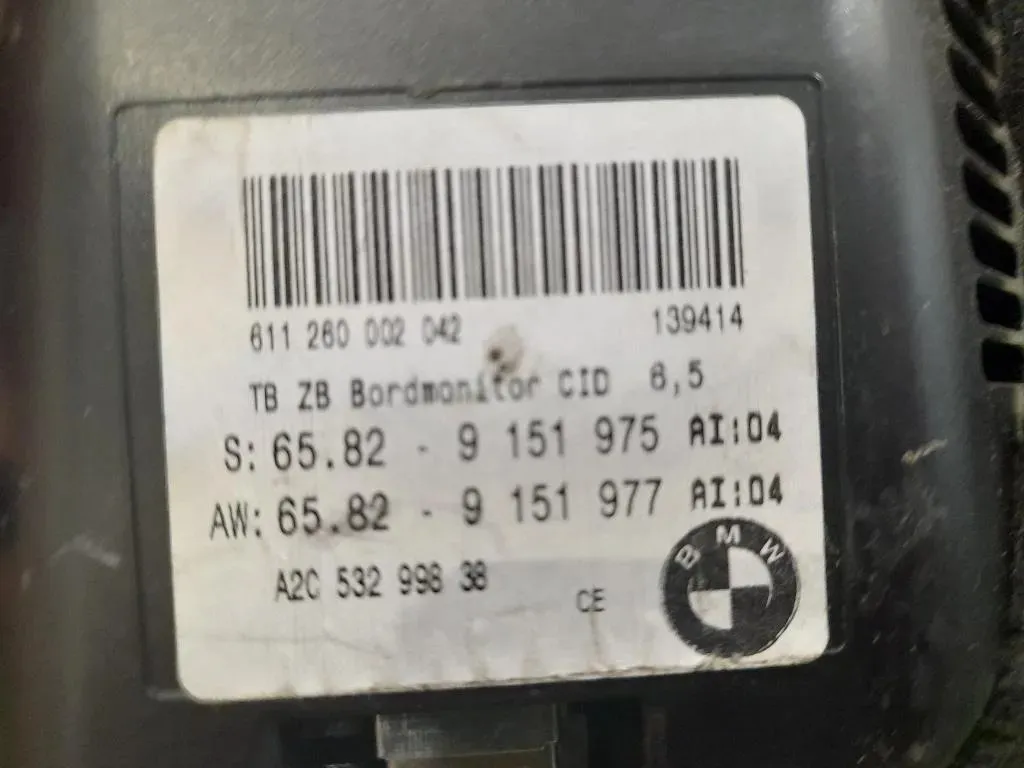 611 260 002 042 139414
TB ZB Bordmonitor CID 6,5
S: 65.82 - 9 151 975 AI:04
AW: 65.82 - 9 151 977 AI:04
A2C 532 998 38
CE
BMW